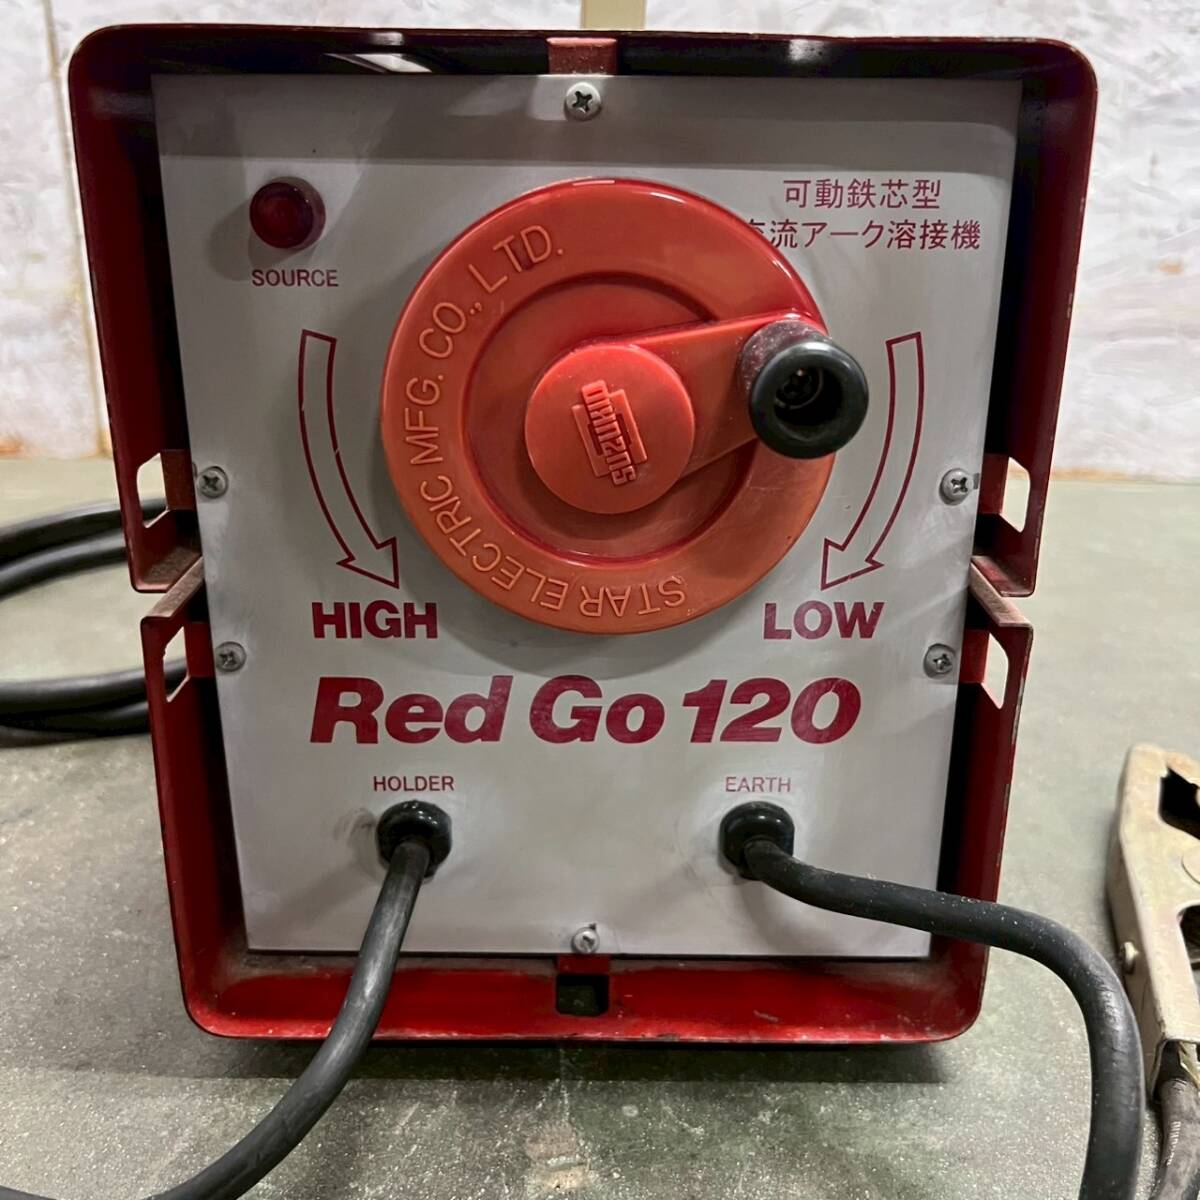 可動鉄芯型
流アーク溶接機
SOURCE
STAR ELECTRIC MFG. CO., LTD.
SUZUKID
HIGH
LOW
Red Go 120
HOLDER
EARTH